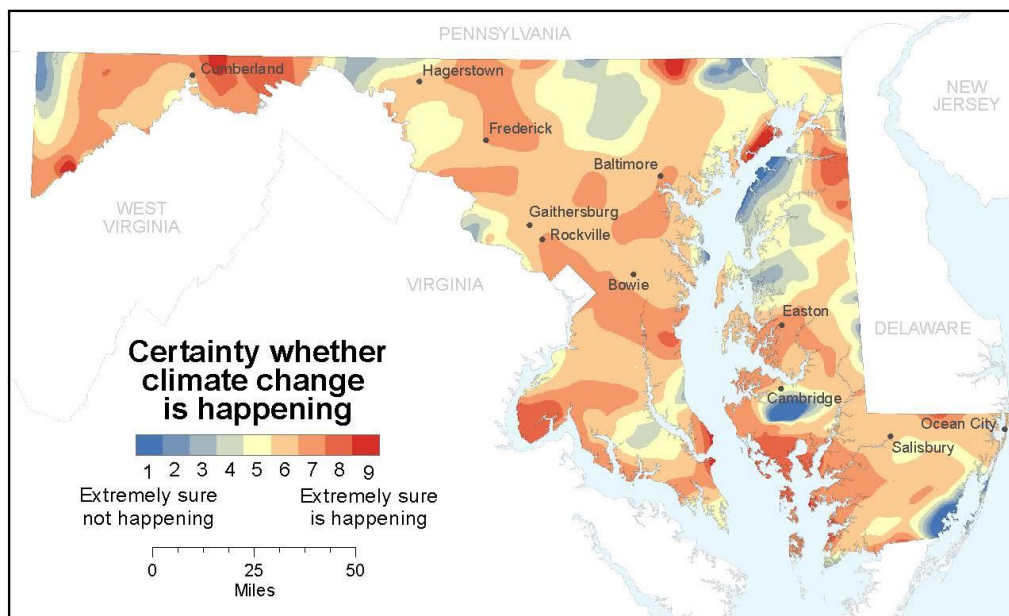 PENNSYLVANIA
Cumberland
Hagerstown
NEW
JERSEY
Frederick
Baltimore
WEST
VIRGINIA
Gaithersburg
Rockville
VIRGINIA
Bowie
Easton
DELAWARE
Cambridge
Ocean City
Salisbury
Certainty whether
climate change
is happening
1 2 3 4 5 6 7 8 9
Extremely sure
not happening
Extremely sure
is happening
0 25 50
Miles